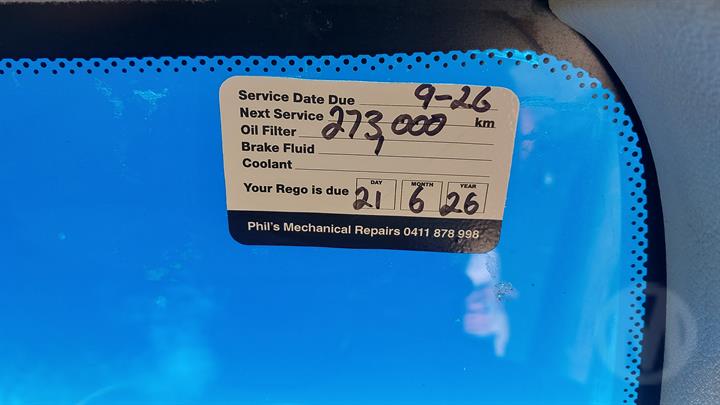 Service Date Due 9-26
Next Service 273,000 km
Oil Filter
Brake Fluid
Coolant
DAY MONTH YEAR
Your Rego is due 21 6 26
Phil's Mechanical Repairs 0411 878 998